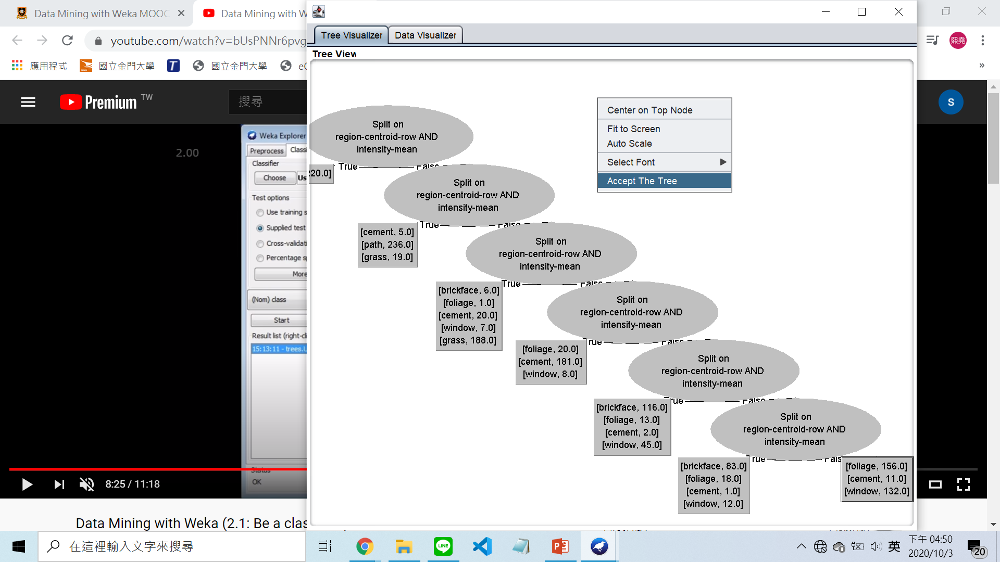 Data Mining with Weka MOOC
Data Mining with W
youtube.com/watch?v=bUsPNNr6pvg
熙堯
應用程式
國立金門大學
T
國立金門大學
eC
»
Premium TW
搜尋
S
2.00
Weka Explorer
Preprocess
Classi
Classifier
Choose
Us
Test options
Use training s
Supplied test
Cross-validati
Percentage sp
More
(Nom) class
Start
Result list (right-cli
15:13:11 - trees.U
Status
OK
8:25 / 11:18
Data Mining with Weka (2.1: Be a clas
Tree Visualizer
Data Visualizer
Tree View
Split on
region-centroid-row AND
intensity-mean
True
False
220.0]
Split on
region-centroid-row AND
intensity-mean
True
False
[cement, 5.0]
[path, 236.0]
[grass, 19.0]
Split on
region-centroid-row AND
intensity-mean
True
False
[brickface, 6.0]
[foliage, 1.0]
[cement, 20.0]
[window, 7.0]
[grass, 188.0]
Split on
region-centroid-row AND
intensity-mean
True
False
[foliage, 20.0]
[cement, 181.0]
[window, 8.0]
Split on
region-centroid-row AND
intensity-mean
True
False
[brickface, 116.0]
[foliage, 13.0]
[cement, 2.0]
[window, 45.0]
Split on
region-centroid-row AND
intensity-mean
True
Fals
[brickface, 83.0]
[foliage, 18.0]
[cement, 1.0]
[window, 12.0]
[foliage, 156.0]
[cement, 11.0]
[window, 132.0]
Center on Top Node
Fit to Screen
Auto Scale
Select Font
Accept The Tree
在這裡輸入文字來搜尋
LINE
英
下午 04:50
2020/10/3
20